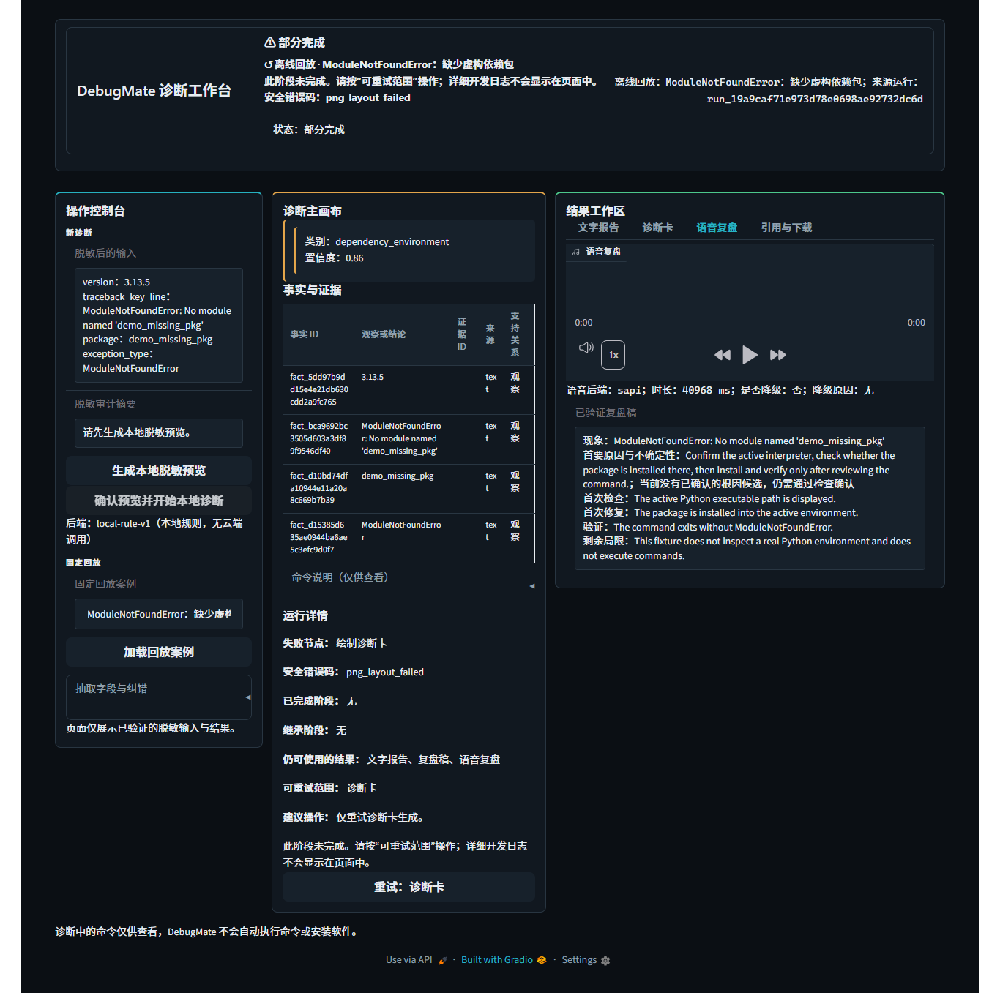 DebugMate 诊断工作台
⚠ 部分完成
↺ 离线回放 · ModuleNotFoundError：缺少虚构依赖包
此阶段未完成。请按“可重试范围”操作；详细开发日志不会显示在页面中。
安全错误码：png_layout_failed
状态：部分完成
离线回放：ModuleNotFoundError：缺少虚构依赖包；来源运行：
run_19a9caf71e973d78e0698ae92732dc6d
操作控制台
新诊断
脱敏后的输入
version：3.13.5
traceback_key_line：
ModuleNotFoundError: No module
named 'demo_missing_pkg'
package：demo_missing_pkg
exception_type：
ModuleNotFoundError
脱敏审计摘要
请先生成本地脱敏预览。
生成本地脱敏预览
确认预览并开始本地诊断
后端：local-rule-v1（本地规则，无云端
调用）
固定回放
固定回放案例
ModuleNotFoundError：缺少虚构
加载回放案例
抽取字段与纠错
页面仅展示已验证的脱敏输入与结果。
诊断主画布
类别：dependency_environment
置信度：0.86
事实与证据
事实 ID 观察或结论 证据 ID 来源 支持关系
fact_5dd97b9d 3.13.5 tex 观
d15e4e21db630 t 察
cdd2a9fc765
fact_bca9692bc ModuleNotFoundErro tex 观
3505d603a3df8 r: No module named t 察
9f9546df40 'demo_missing_pkg'
fact_d10bd74df demo_missing_pkg tex 观
a10944e11a20a t 察
8c669b7b39
fact_d15385d6 ModuleNotFoundErro tex 观
35ae0944ba6ae r t 察
5c3efc9d0f7
命令说明（仅供查看）
运行详情
失败节点： 绘制诊断卡
安全错误码： png_layout_failed
已完成阶段： 无
继承阶段： 无
仍可使用的结果： 文字报告、复盘稿、语音复盘
可重试范围： 诊断卡
建议操作： 仅重试诊断卡生成。
此阶段未完成。请按“可重试范围”操作；详细开发日志
不会显示在页面中。
重试：诊断卡
结果工作区
文字报告 诊断卡 语音复盘 引用与下载
语音复盘
0:00 0:00
1x
语音后端：sapi；时长：40968 ms；是否降级：否；降级原因：无
已验证复盘稿
现象：ModuleNotFoundError: No module named 'demo_missing_pkg'
首要原因与不确定性：Confirm the active interpreter, check whether the
package is installed there, then install and verify only after reviewing the
command.；当前没有已确认的根因候选，仍需通过检查确认
首次检查：The active Python executable path is displayed.
首次修复：The package is installed into the active environment.
验证：The command exits without ModuleNotFoundError.
剩余局限：This fixture does not inspect a real Python environment and does
not execute commands.
诊断中的命令仅供查看，DebugMate 不会自动执行命令或安装软件。
Use via API · Built with Gradio · Settings